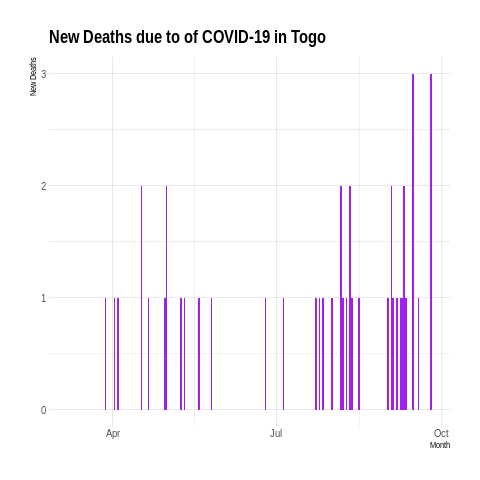 New Deaths due to of COVID-19 in Togo
New Deaths
3
2
1
0
Apr
Jul
Oct
Month